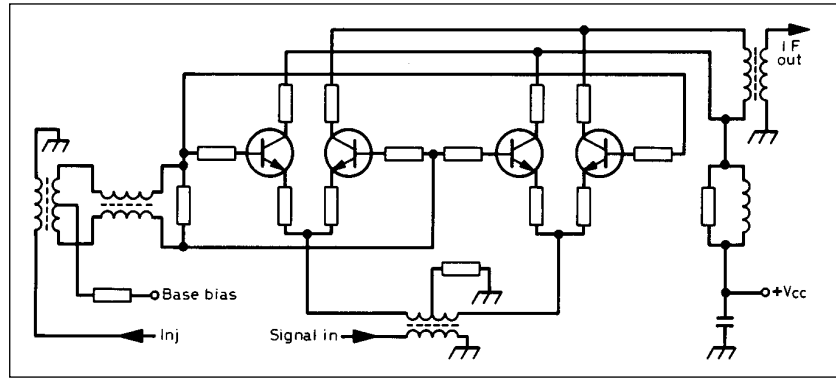 IF
out
Base bias
+Vcc
Inj
Signal in